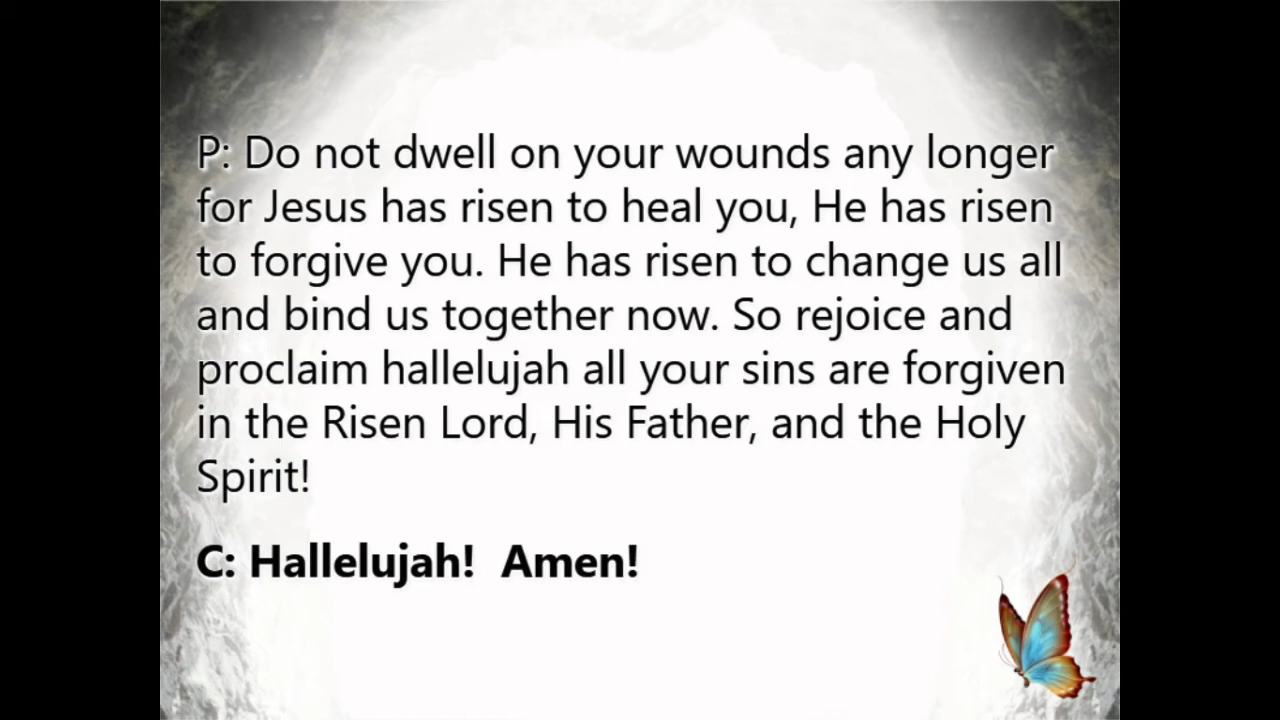 P: Do not dwell on your wounds any longer
for Jesus has risen to heal you, He has risen
to forgive you. He has risen to change us all
and bind us together now. So rejoice and
proclaim hallelujah all your sins are forgiven
in the Risen Lord, His Father, and the Holy
Spirit!
C: Hallelujah!  Amen!